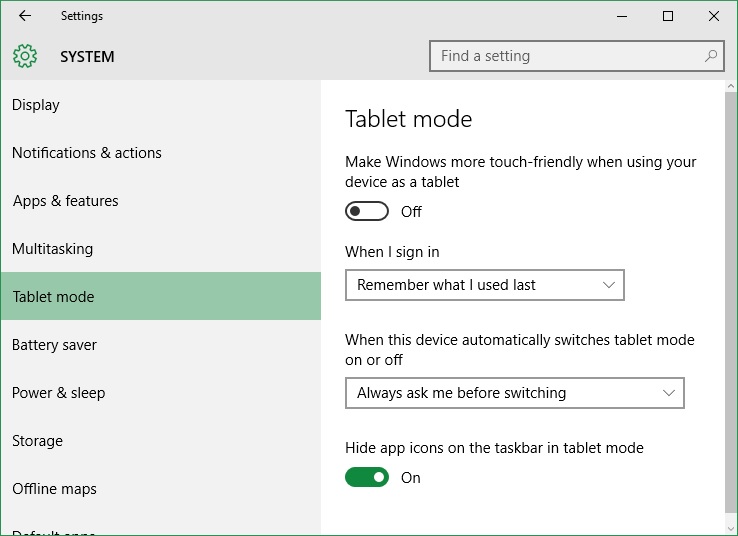 Settings
SYSTEM
Find a setting
Display
Notifications & actions
Apps & features
Multitasking
Tablet mode
Battery saver
Power & sleep
Storage
Offline maps
Default apps
Tablet mode
Make Windows more touch-friendly when using your
device as a tablet
Off
When I sign in
Remember what I used last
When this device automatically switches tablet mode
on or off
Always ask me before switching
Hide app icons on the taskbar in tablet mode
On